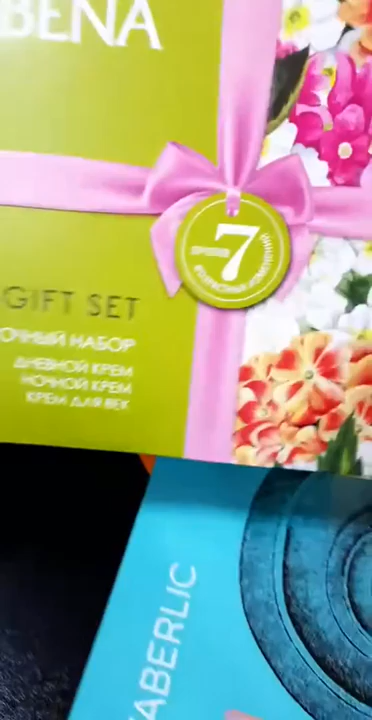 BENA
7
GIFT SET
ОЧНЫЙ НАБОР
ДНЕВНОЙ КРЕМ
НОЧНОЙ КРЕМ
КРЕМ ДЛЯ ВЕК
FABERLIC